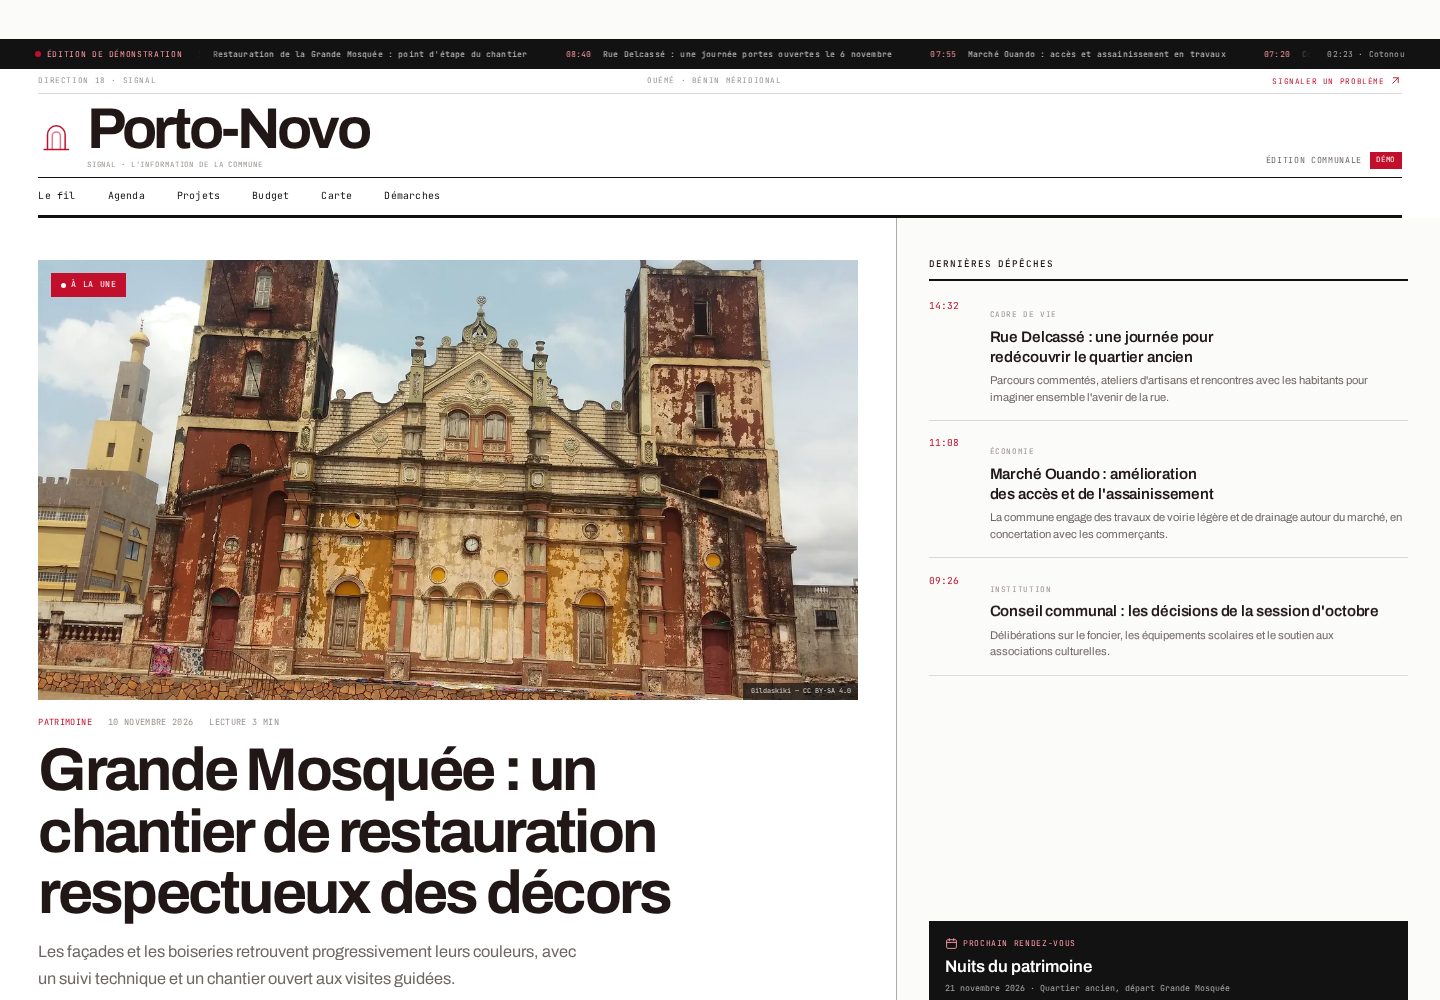 ÉDITION DE DÉMONSTRATION Restauration de la Grande Mosquée : point d'étape du chantier 08:40 Rue Delcassé : une journée portes ouvertes le 6 novembre 07:55 Marché Ouando : accès et assainissement en travaux 07:20 02:23 · Cotonou
DIRECTION 18 · SIGNAL OUÉMÉ · BÉNIN MÉRIDIONAL SIGNALER UN PROBLÈME
Porto-Novo
SIGNAL · L'INFORMATION DE LA COMMUNE
ÉDITION COMMUNALE DÉMO
Le fil Agenda Projets Budget Carte Démarches
À LA UNE
Gildaskiki — CC BY-SA 4.0
PATRIMOINE 10 NOVEMBRE 2026 LECTURE 3 MIN
Grande Mosquée : un
chantier de restauration
respectueux des décors
Les façades et les boiseries retrouvent progressivement leurs couleurs, avec
un suivi technique et un chantier ouvert aux visites guidées.
DERNIÈRES DÉPÊCHES
14:32
CADRE DE VIE
Rue Delcassé : une journée pour
redécouvrir le quartier ancien
Parcours commentés, ateliers d'artisans et rencontres avec les habitants pour
imaginer ensemble l'avenir de la rue.
11:08
ÉCONOMIE
Marché Ouando : amélioration
des accès et de l'assainissement
La commune engage des travaux de voirie légère et de drainage autour du marché, en
concertation avec les commerçants.
09:26
INSTITUTION
Conseil communal : les décisions de la session d'octobre
Délibérations sur le foncier, les équipements scolaires et le soutien aux
associations culturelles.
PROCHAIN RENDEZ-VOUS
Nuits du patrimoine
21 novembre 2026 · Quartier ancien, départ Grande Mosquée